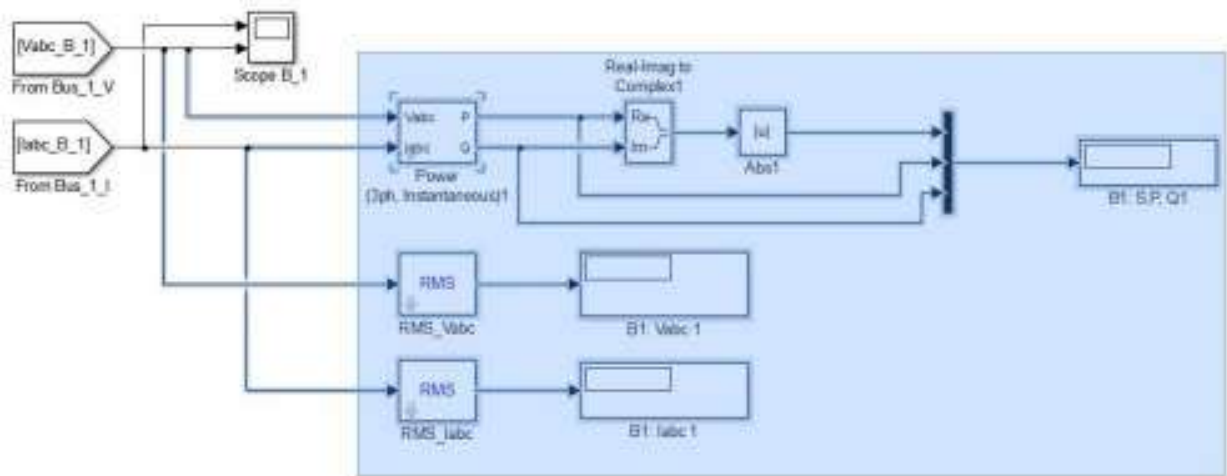 [Vabc_B_1]
From Bus_1_V
Scope B_1
[Iabc_B_1]
From Bus_1_I
Real-Imag to
Complex1
Vabc
P
Iabc
Q
Power
(3ph, Instantaneous)1
Re
Im
|u|
Abs1
B1: S,P, Q1
RMS
RMS_Vabc
B1: Vabc 1
RMS
RMS_Iabc
B1: Iabc 1